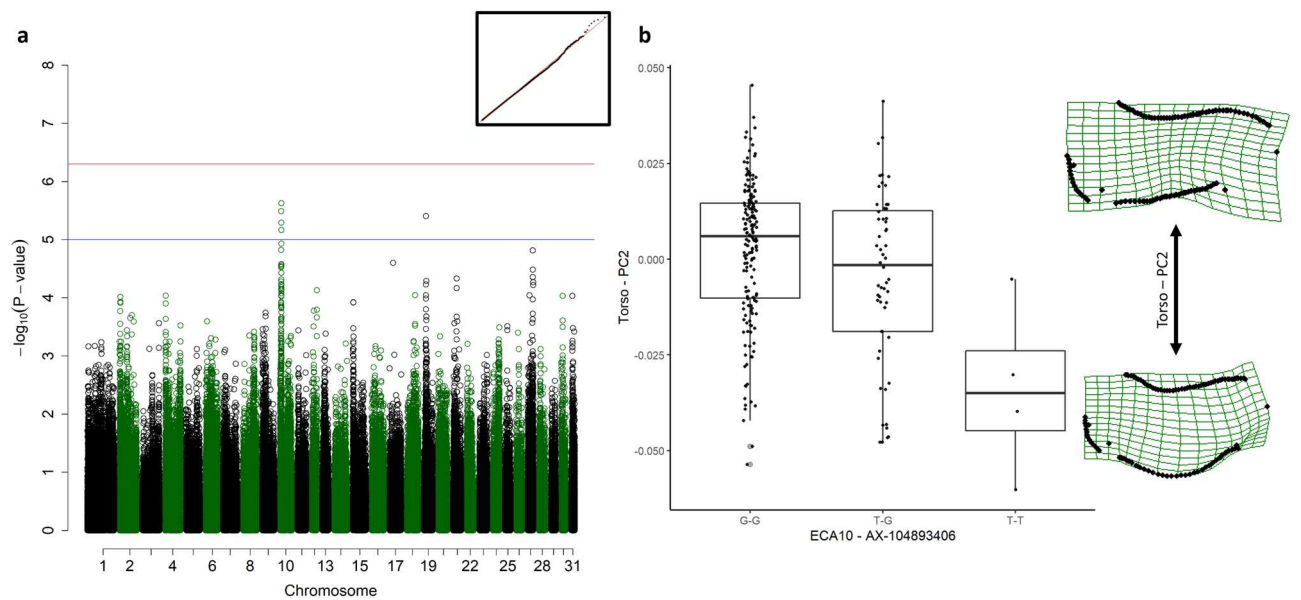 a
8
7
6
5
4
3
2
1
0
−log10(P−value)
1 2 4 6 8 10 13 15 17 19 22 25 28 31
Chromosome
b
0.050
0.025
0.000
-0.025
-0.050
Torso - PC2
G-G T-G T-T
ECA10 - AX-104893406
Torso – PC2